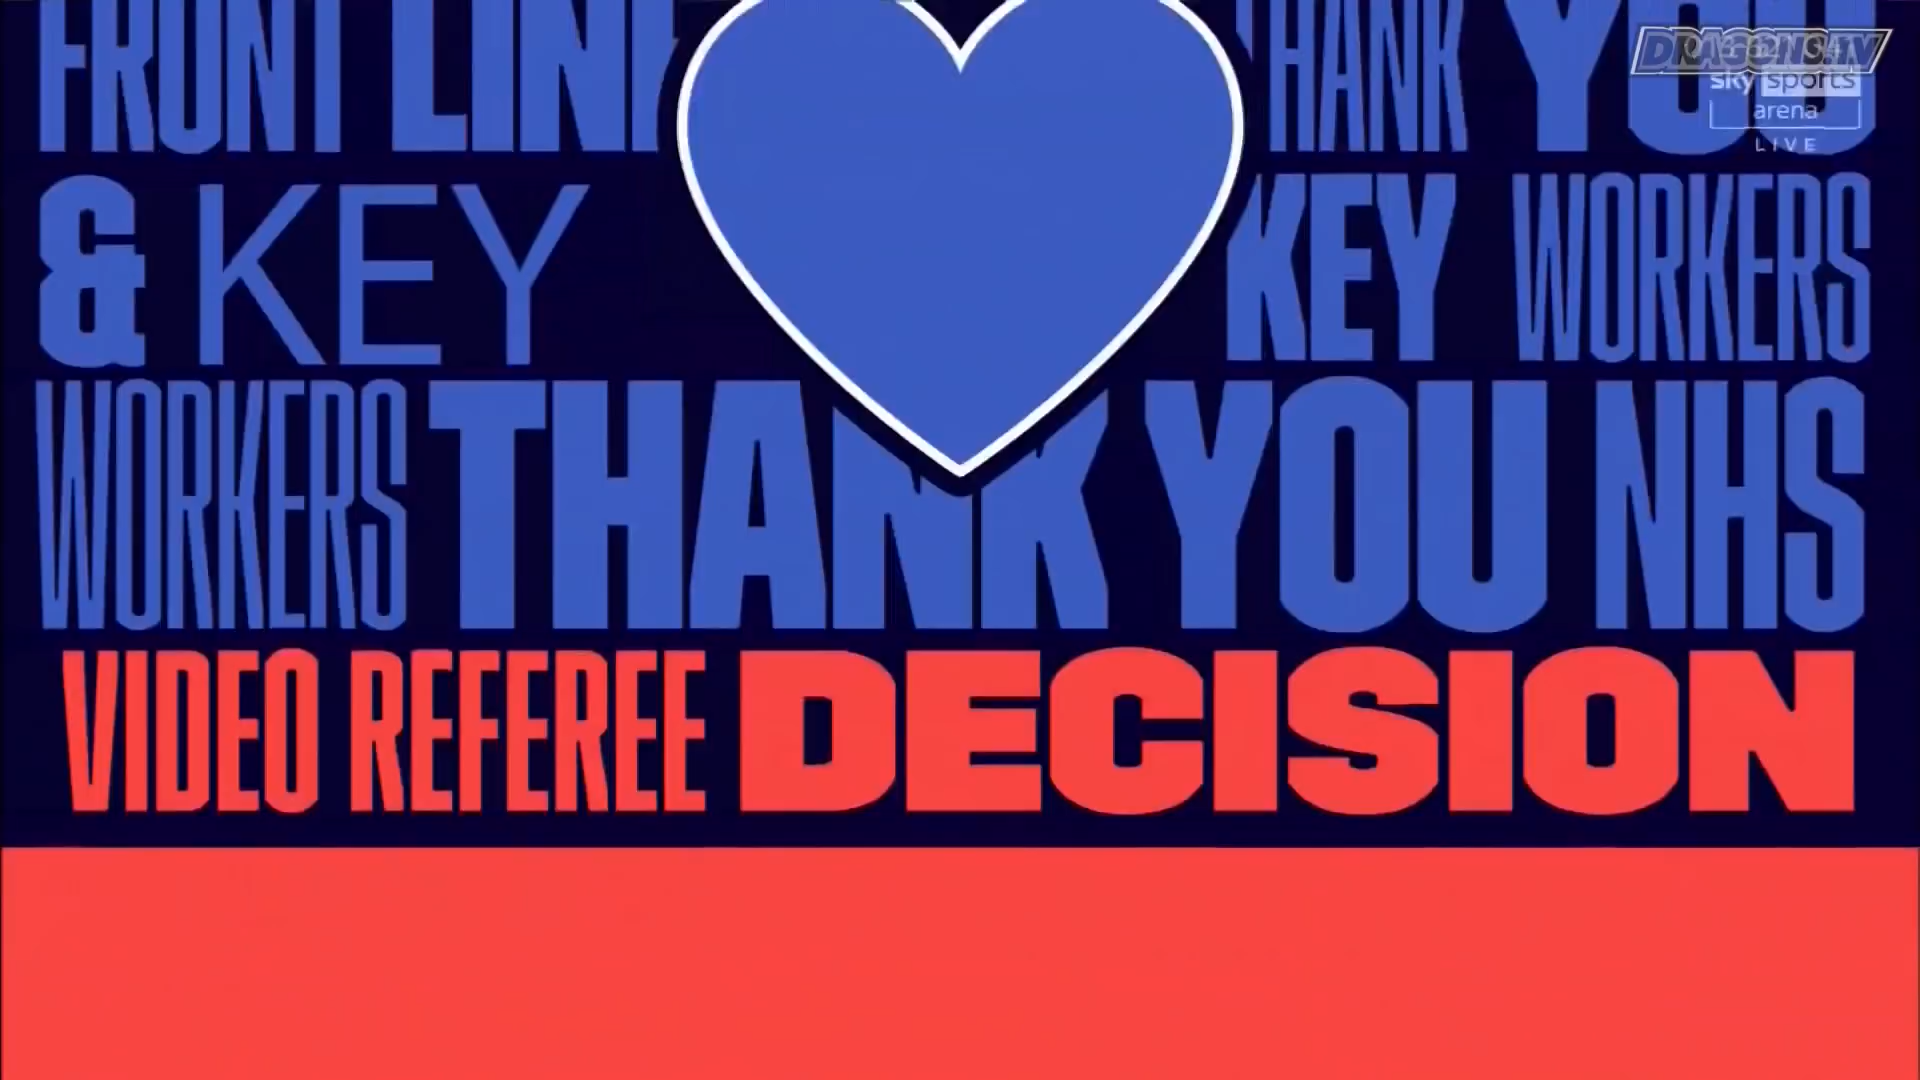 FRONT LINE THANK YOU
DRAGONS.TV
sky sports
arena
LIVE
& KEY KEY WORKERS
WORKERS THANK YOU NHS
VIDEO REFEREE DECISION